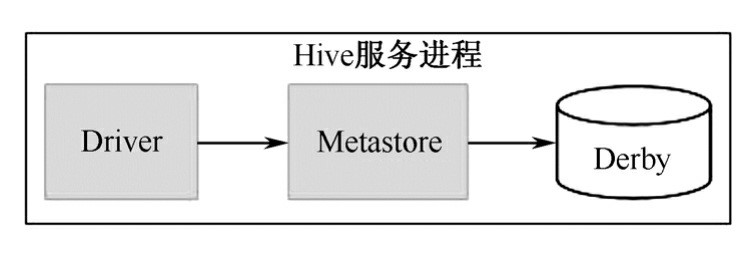 Hive服务进程
Driver
Metastore
Derby